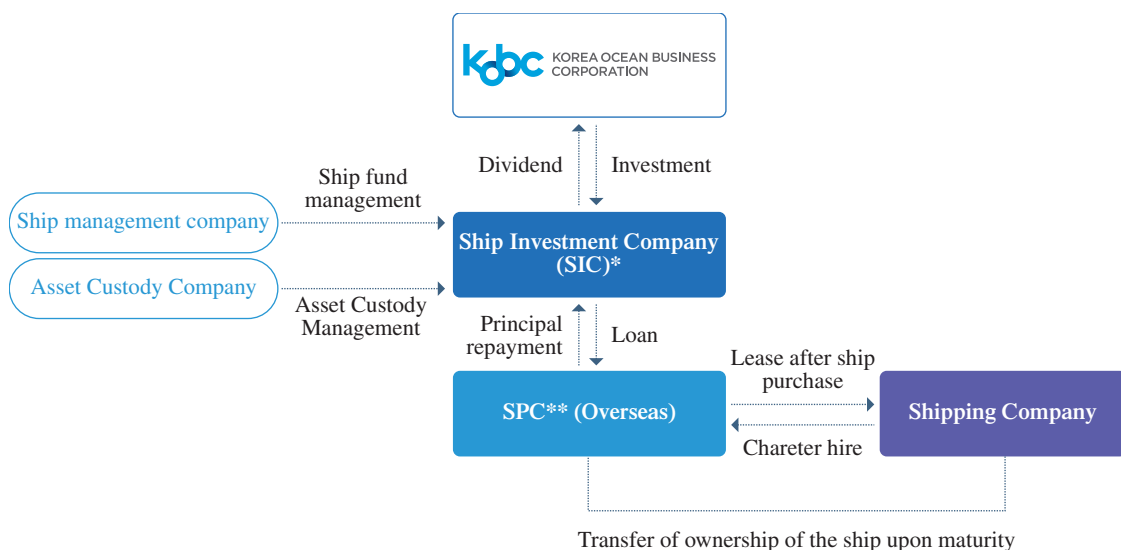 kobc KOREA OCEAN BUSINESS
CORPORATION
Dividend
Investment
Ship fund
management
Ship management company
Ship Investment Company
(SIC)*
Asset Custody Company
Asset Custody
Management
Principal
repayment
Loan
Lease after ship
purchase
SPC** (Overseas)
Shipping Company
Chareter hire
Transfer of ownership of the ship upon maturity